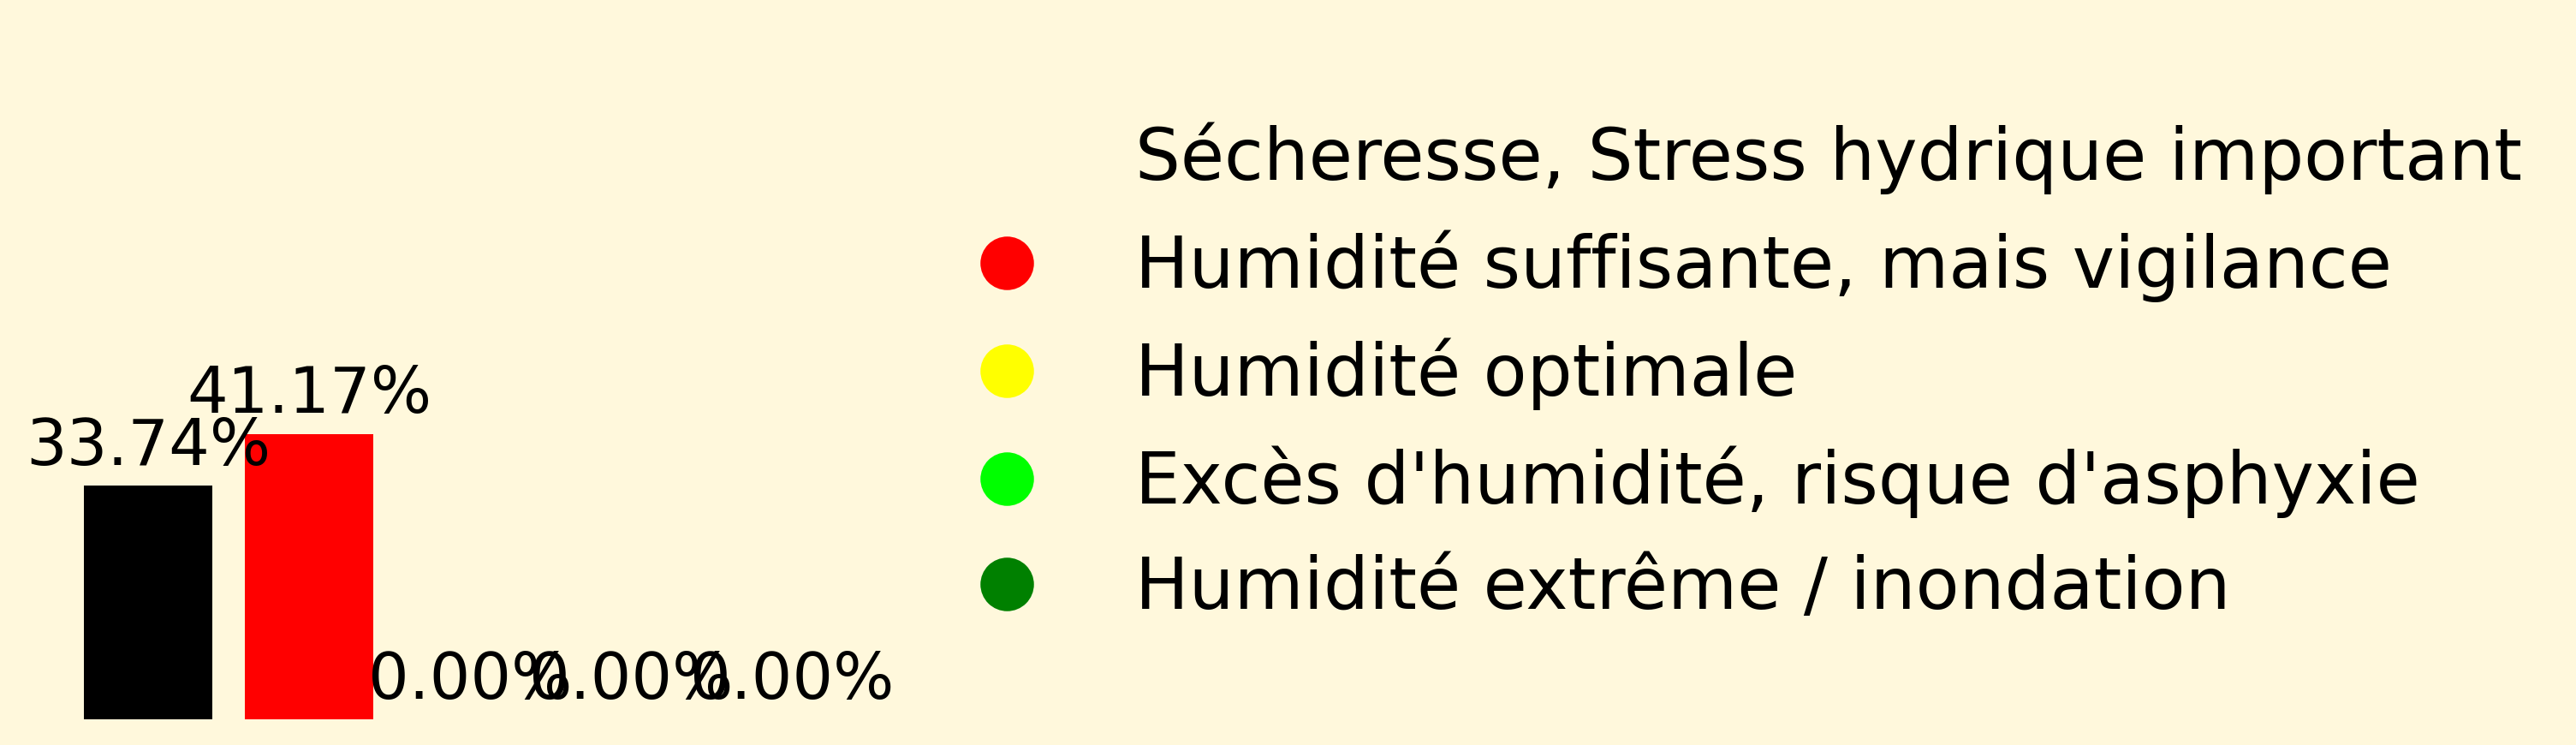 41.17%
33.74%
0.00%
0.00%
0.00%
Sécheresse, Stress hydrique important
Humidité suffisante, mais vigilance
Humidité optimale
Excès d'humidité, risque d'asphyxie
Humidité extrême / inondation